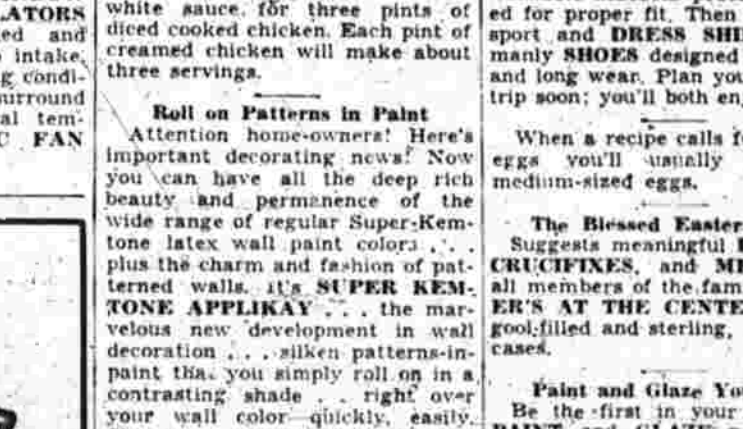 LATORS
ed and
intake,
g condi-
surround
al tem-
C FAN
white sauce for three pints of
diced cooked chicken. Each pint of
creamed chicken will make about
three servings.
Roll on Patterns in Paint
Attention home-owners! Here's
important decorating news! Now
you can have all the deep rich
beauty and permanence of the
wide range of regular Super-Kem-
tone latex wall paint colors . . .
plus the charm and fashion of pat-
terned walls. it's SUPER KEM-
TONE APPLIKAY . . . the mar-
velous new development in wall
decoration . . . silken patterns-in-
paint that you simply roll on in a
contrasting shade . . right over
your wall color quickly, easily.
ed for proper fit. Then
sport and DRESS SHI
manly SHOES designed
and long wear. Plan you
trip soon; you'll both en
When a recipe calls f
eggs you'll usually
medium-sized eggs.
The Blessed Easter
Suggests meaningful
CRUCIFIXES, and
all members of the fam
ER'S AT THE CENTE
gool-filled and sterling,
cases.
Paint and Glaze Yo
Be the first in your